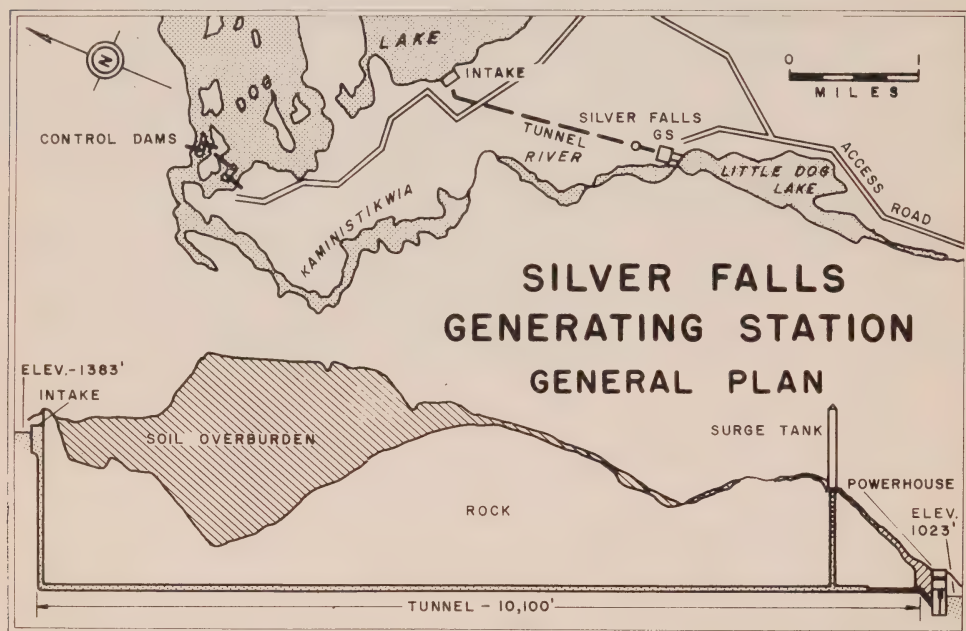 N
LAKE
DOG
INTAKE
0 1
MILES
CONTROL DAMS
SILVER FALLS
GS
TUNNEL
RIVER
LITTLE DOG
LAKE
ACCESS
ROAD
KAMINISTIKWIA
SILVER FALLS
GENERATING STATION
GENERAL PLAN
ELEV.-1383'
INTAKE
SOIL OVERBURDEN
SURGE TANK
POWERHOUSE
ELEV.
1023'
ROCK
TUNNEL - 10,100'